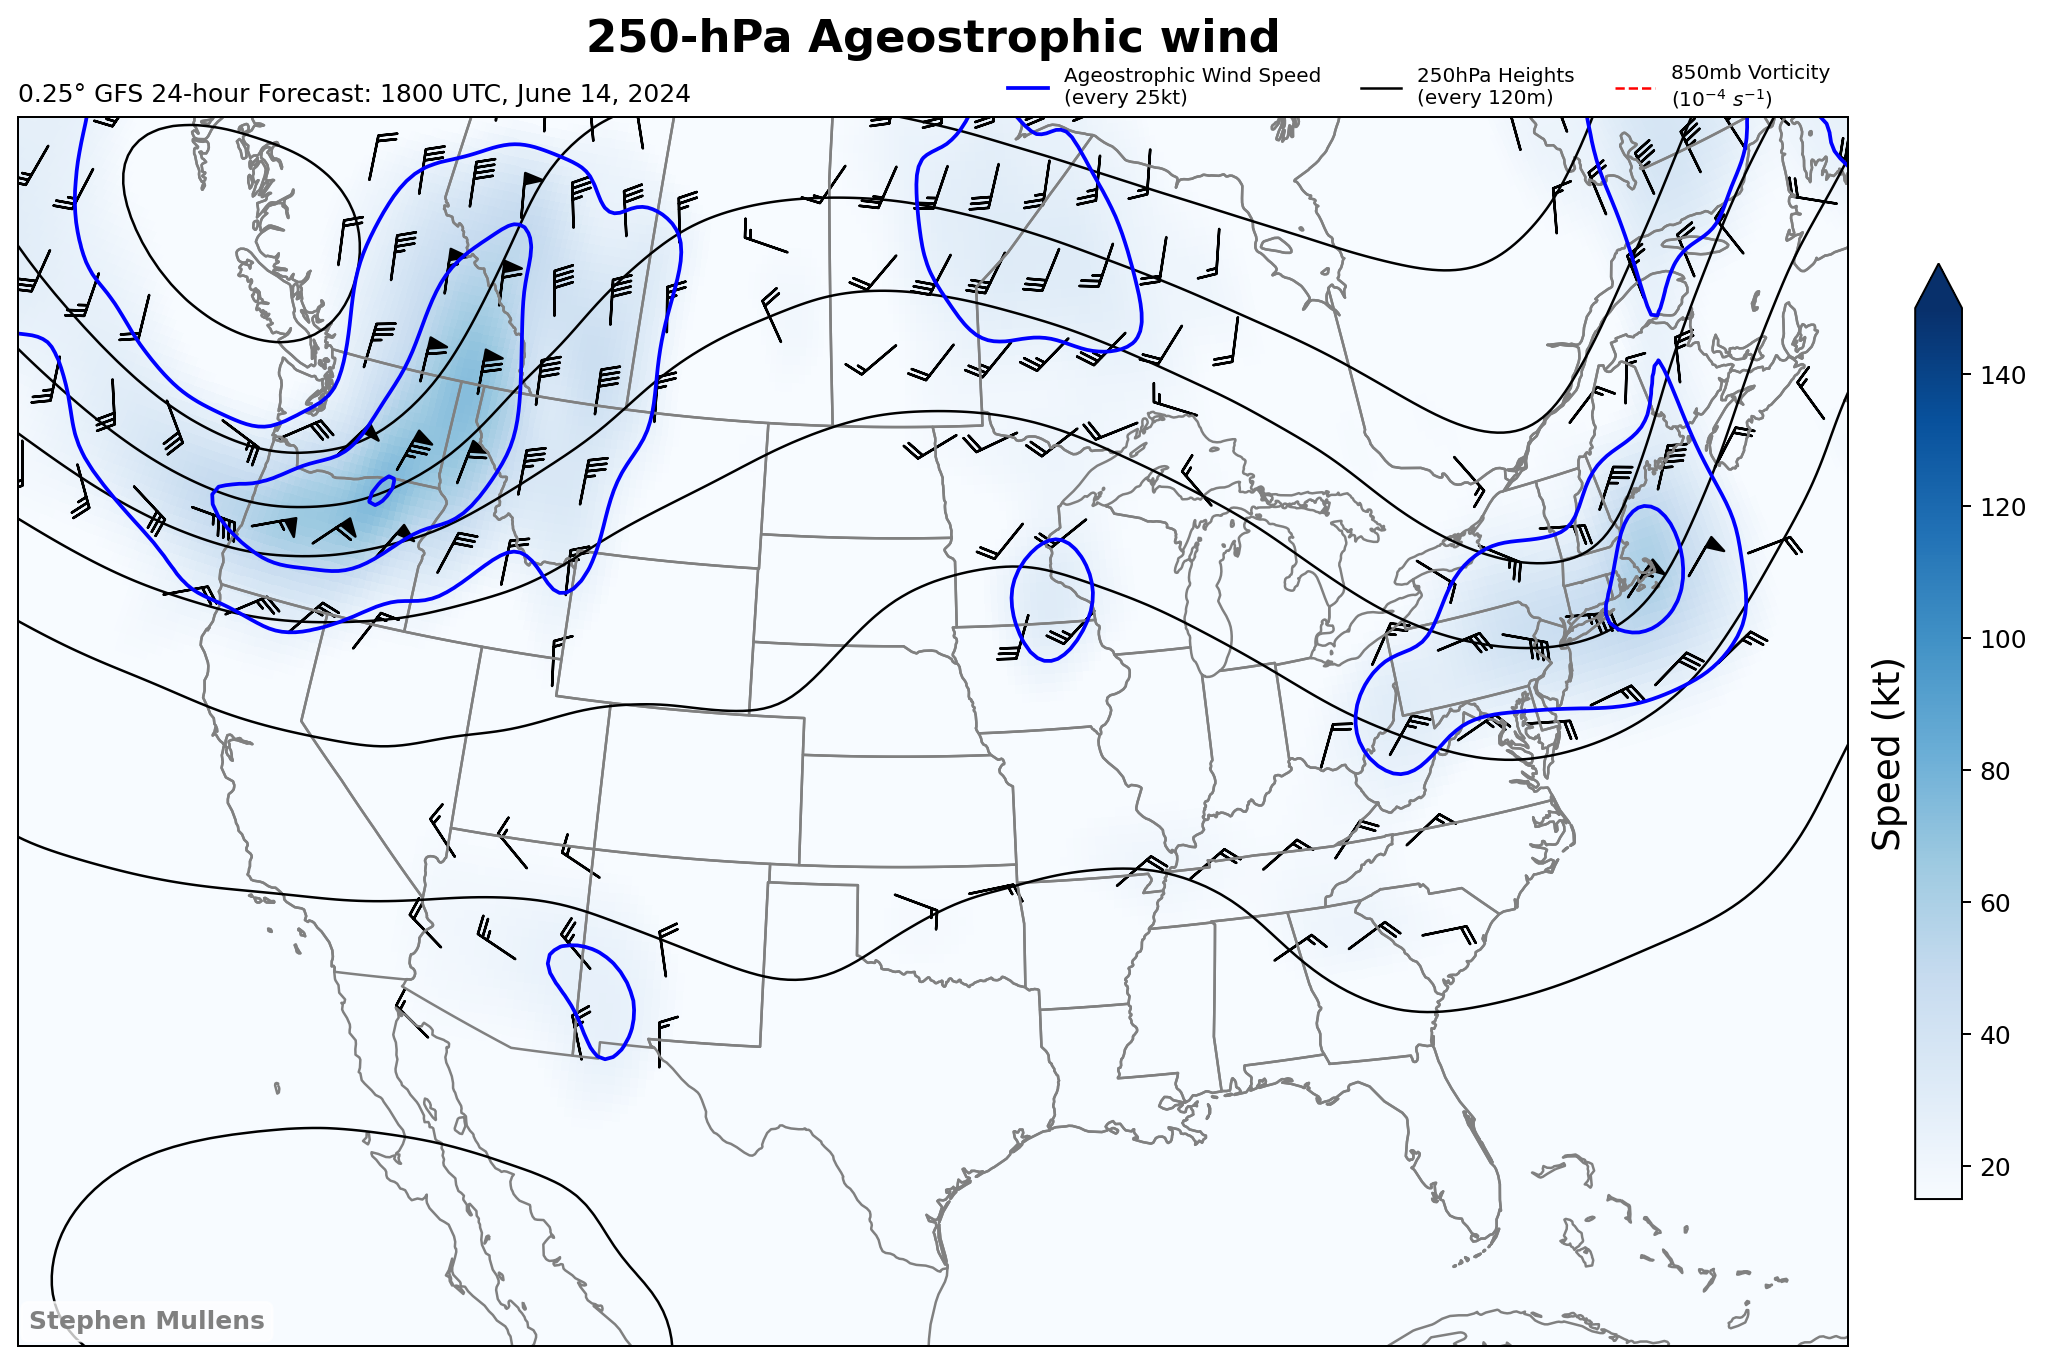 250-hPa Ageostrophic wind
0.25° GFS 24-hour Forecast: 1800 UTC, June 14, 2024
Ageostrophic Wind Speed
(every 25kt)
250hPa Heights
(every 120m)
850mb Vorticity
(10⁻⁴ s⁻¹)
140
120
100
80
60
40
20
Speed (kt)
Stephen Mullens